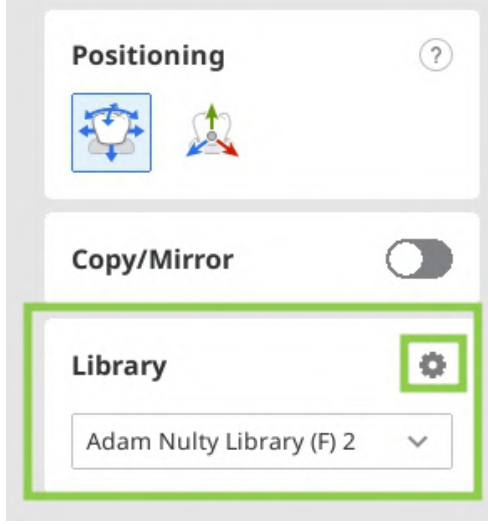 Positioning
?
Copy/Mirror
Library
Adam Nulty Library (F) 2